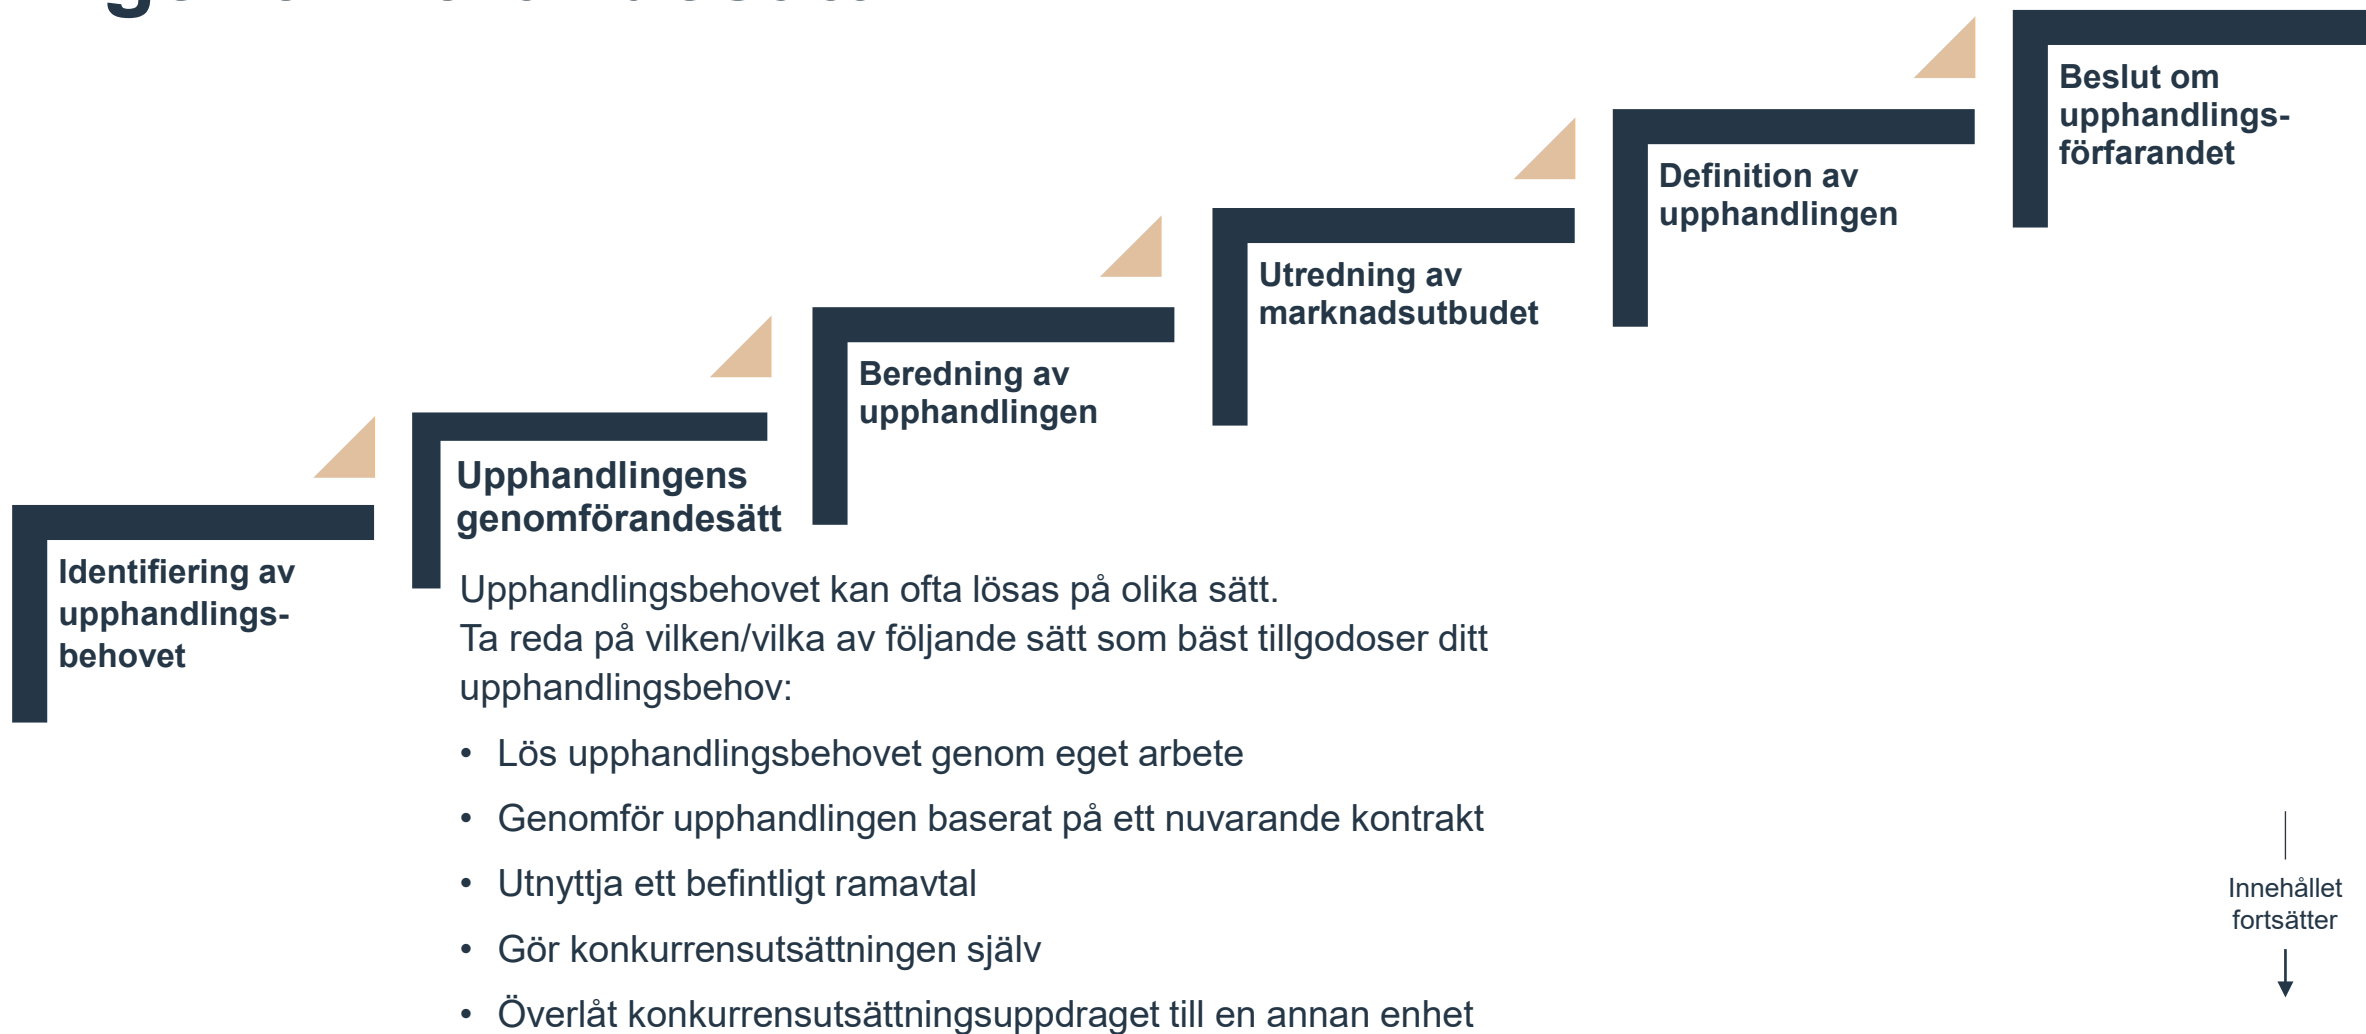 Identifiering av
upphandlings-
behovet
Upphandlingens
genomförandesätt
Upphandlingsbehovet kan ofta lösas på olika sätt.
Ta reda på vilken/vilka av följande sätt som bäst tillgodoser ditt
upphandlingsbehov:
• Lös upphandlingsbehovet genom eget arbete
• Genomför upphandlingen baserat på ett nuvarande kontrakt
• Utnyttja ett befintligt ramavtal
• Gör konkurrensutsättningen själv
• Överlåt konkurrensutsättningsuppdraget till en annan enhet
Beredning av
upphandlingen
Utredning av
marknadsutbudet
Definition av
upphandlingen
Beslut om
upphandlings-
förfarandet
Innehållet
fortsätter